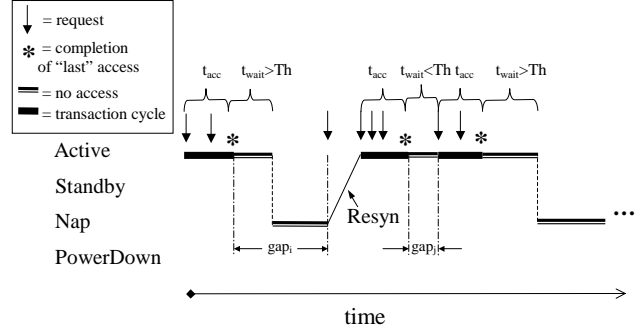 = request
* = completion
of “last” access
= no access
= transaction cycle
t_acc t_wait>Th t_acc t_wait<Th t_acc t_wait>Th
* * *
Active
Standby
Nap
PowerDown
Resyn
...
gap_i gap_j
time